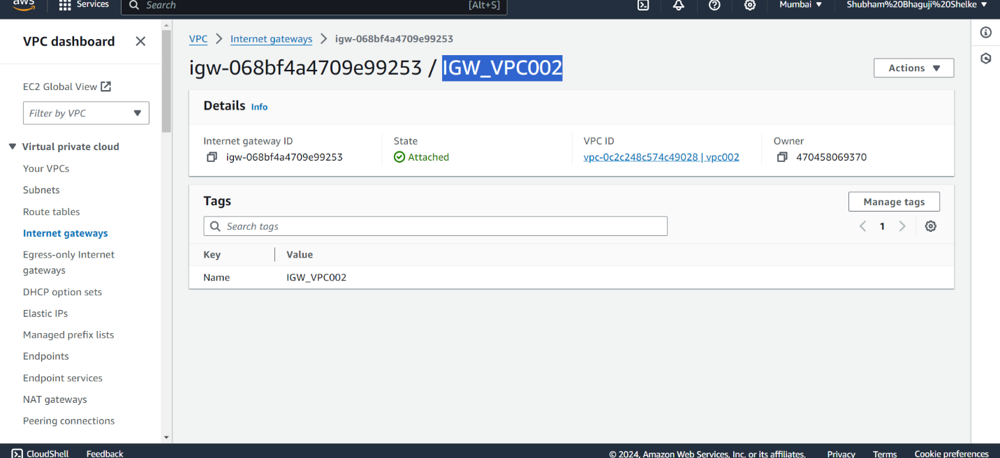 aws Services Search [Alt+S] Mumbai ▼ Shubham%20Bhaguji%20Shelke ▼
VPC dashboard
EC2 Global View
Filter by VPC
Virtual private cloud
Your VPCs
Subnets
Route tables
Internet gateways
Egress-only Internet
gateways
DHCP option sets
Elastic IPs
Managed prefix lists
Endpoints
Endpoint services
NAT gateways
Peering connections
VPC > Internet gateways > igw-068bf4a4709e99253
igw-068bf4a4709e99253 / IGW_VPC002
Actions ▼
Details Info
Internet gateway ID
igw-068bf4a4709e99253
State
Attached
VPC ID
vpc-0c2c248c574c49028 | vpc002
Owner
470458069370
Tags
Manage tags
Search tags
1
Key Value
Name IGW_VPC002
CloudShell Feedback © 2024, Amazon Web Services, Inc. or its affiliates. Privacy Terms Cookie preferences